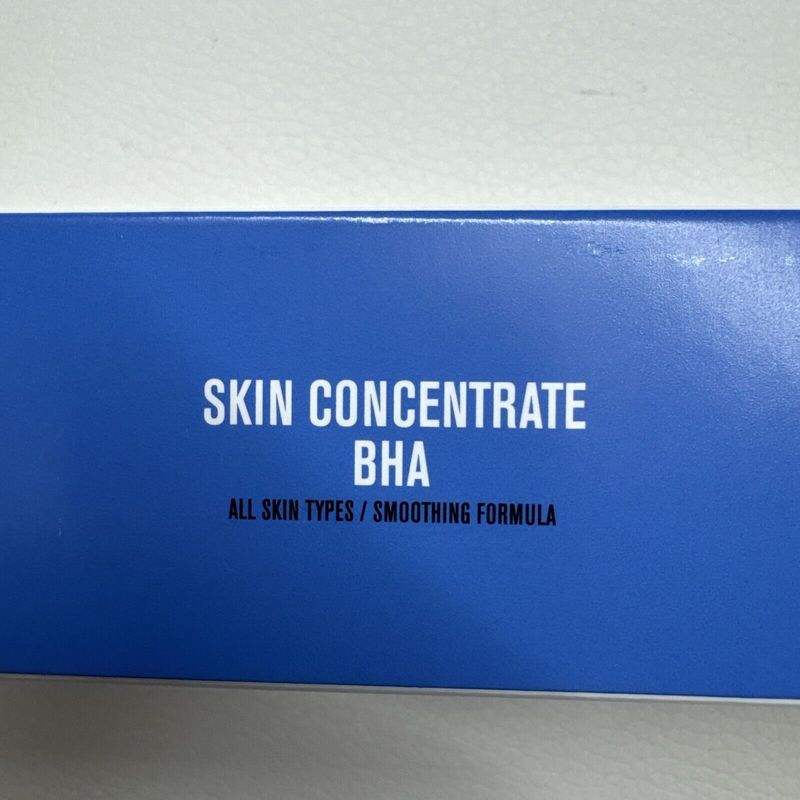 SKIN CONCENTRATE
BHA
ALL SKIN TYPES / SMOOTHING FORMULA